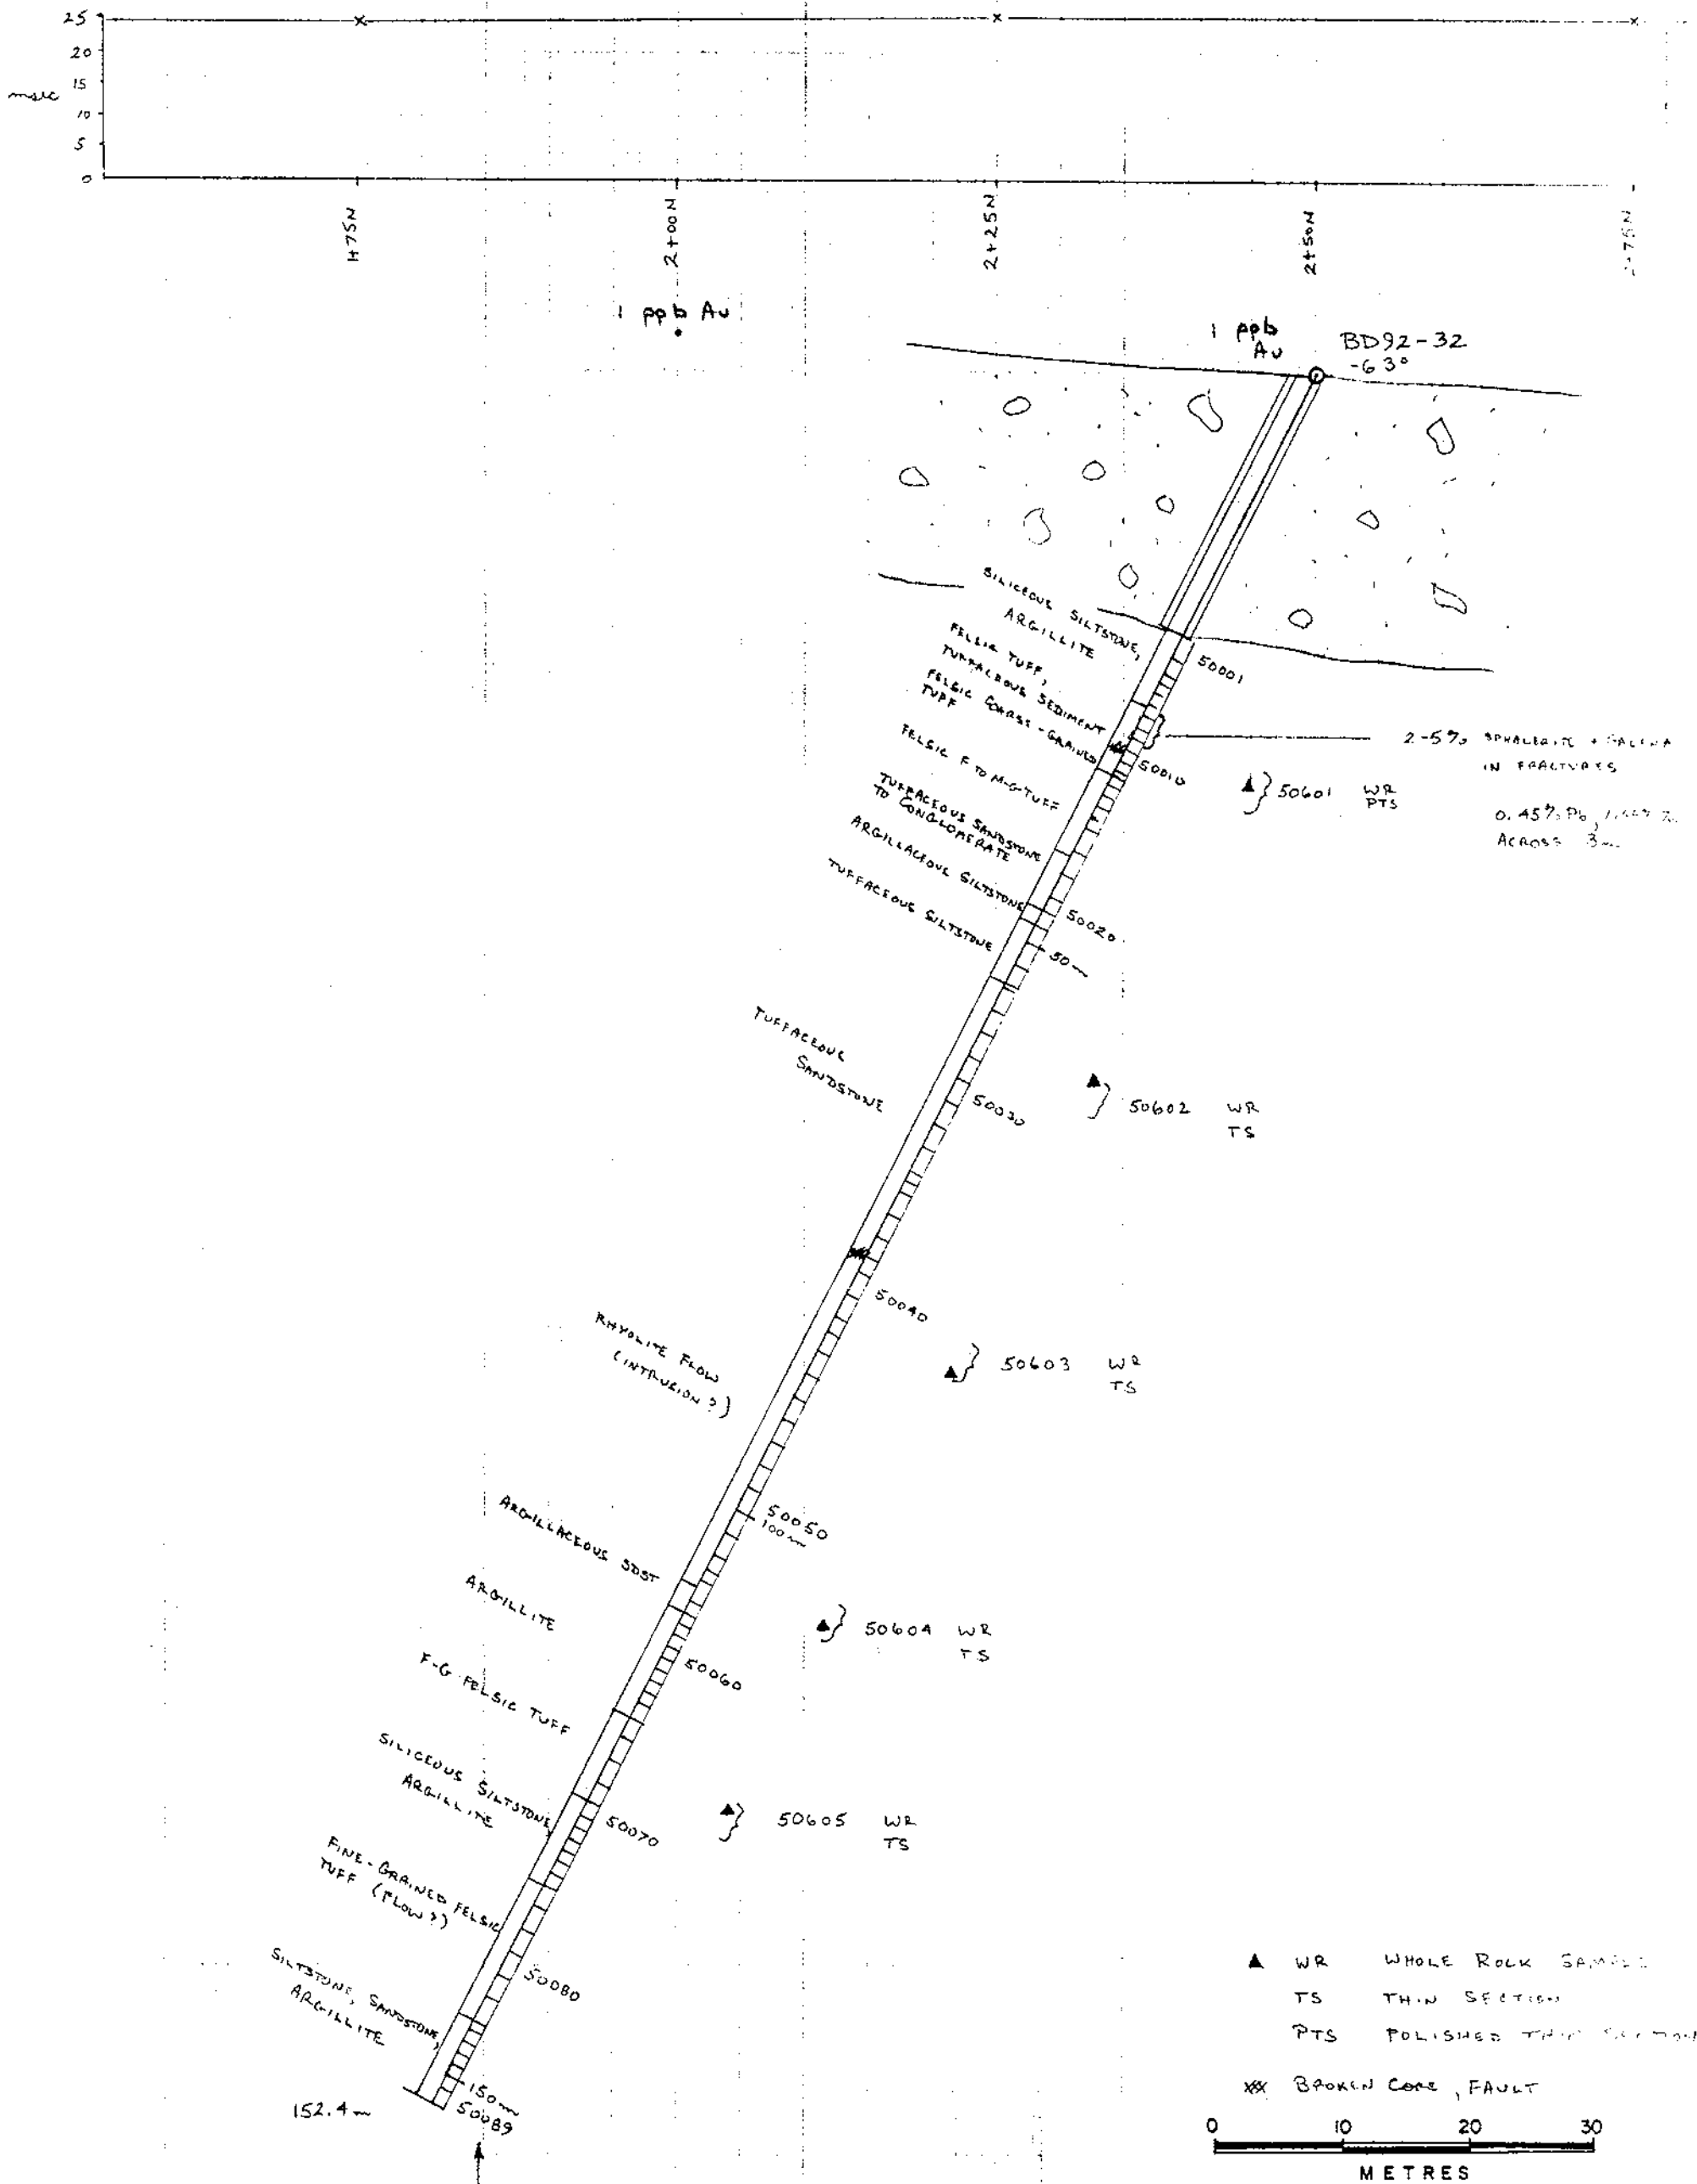 25
20
15
msec
10
5
0
1+75N
2+00N
2+25N
2+50N
2+75N
1 ppb Au
1 ppb
Au
BD92-32
-63°
SILICEOUS SILTSTONE,
ARGILLITE
FELSIC TUFF,
TUFFACEOUS SEDIMENT
FELSIC COARSE-GRAINED
TUFF
FELSIC F TO M-G TUFF
TUFFACEOUS SANDSTONE
TO CONGLOMERATE
ARGILLACEOUS SILTSTONE
TUFFACEOUS SILTSTONE
50001
2-5% SPHALERITE + GALENA
IN FRACTURES
50010
50601 WR
PTS
0.45% Pb,
ACROSS 3m
50020
50m
TUFFACEOUS
SANDSTONE
50030
50602 WR
TS
50040
RHYOLITE FLOW
(INTRUSION?)
50603 WR
TS
50050
100m
ARGILLACEOUS SDST
ARGILLITE
50604 WR
TS
50060
F-G FELSIC TUFF
SILICEOUS SILTSTONE,
ARGILLITE
50070
50605 WR
TS
FINE-GRAINED FELSIC
TUFF (FLOW?)
50080
SILTSTONE, SANDSTONE,
ARGILLITE
150m
50089
152.4m
▲ WR WHOLE ROCK SAMPLE
TS THIN SECTION
PTS POLISHED THIN SECTION
BROKEN CORE, FAULT
0 10 20 30
METRES